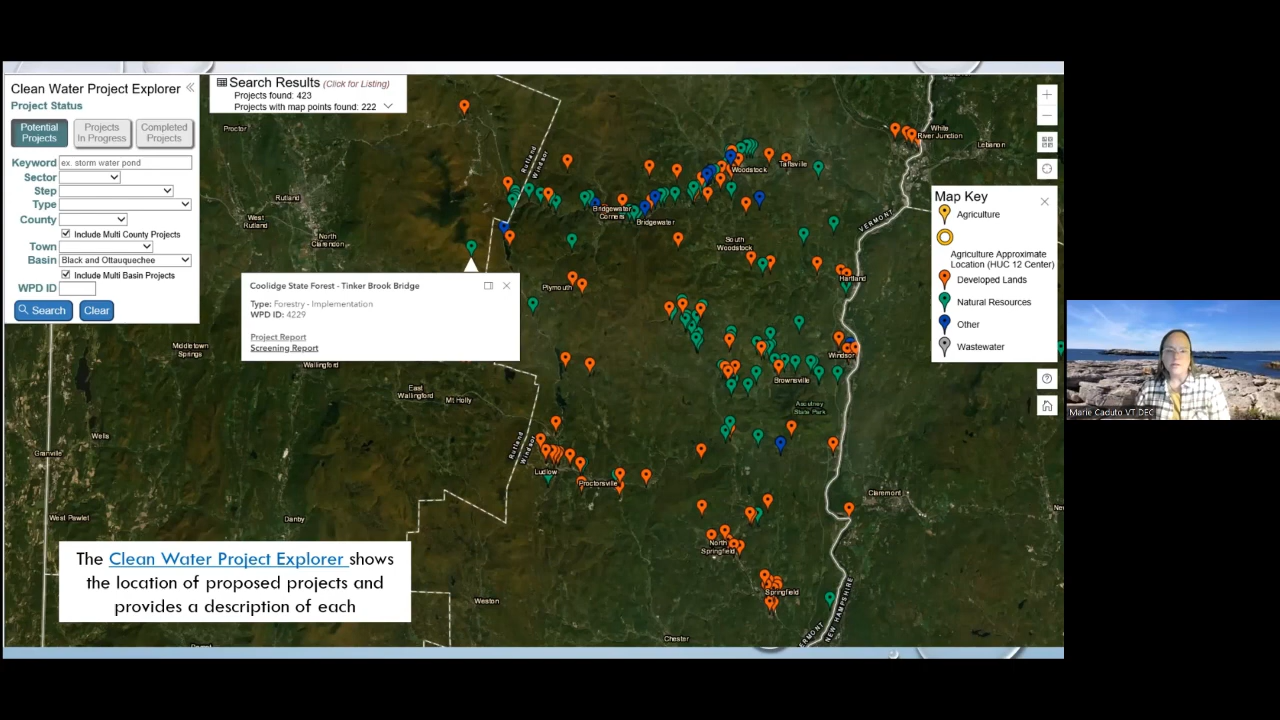 Clean Water Project Explorer
Project Status
Potential Projects
Projects In Progress
Completed Projects
Keyword ex. storm water pond
Sector
Step
Type
County
Include Multi County Projects
Town
Basin Black and Ottauquechee
Include Multi Basin Projects
WPD ID
Search Clear
Search Results (Click for Listing)
Projects found: 423
Projects with map points found: 222
Coolidge State Forest - Tinker Brook Bridge
Type: Forestry - Implementation
WPD ID: 4229
Project Report
Screening Report
Map Key
Agriculture
Agriculture Approximate
Location (HUC 12 Center)
Developed Lands
Natural Resources
Other
Wastewater
Proctor
Rutland
West Rutland
North Clarendon
Rutland
Windsor
Woodstock
Taftsville
White River Junction
Lebanon
Bridgewater Corners
Bridgewater
South Woodstock
VERMONT
Hartland
Plymouth
Middletown Springs
Wallingford
East Wallingford
Mt Holly
Windsor
Brownsville
Ascutney State Park
Wells
Granville
Rutland
Windsor
Ludlow
Proctorsville
Claremont
West Pawlet
Danby
North Springfield
Springfield
Weston
Chester
VERMONT
NEW HAMPSHIRE
The Clean Water Project Explorer shows
the location of proposed projects and
provides a description of each
Marie Caduto VT DEC